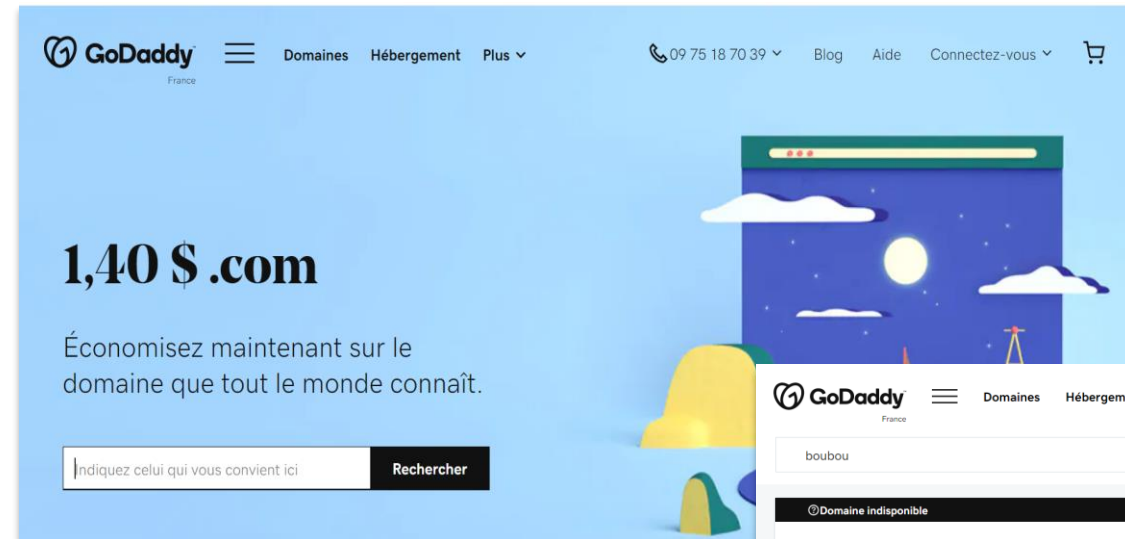 GoDaddy Domaines Hébergement Plus 09 75 18 70 39 Blog Aide Connectez-vous
France
1,40 $ .com
Économisez maintenant sur le
domaine que tout le monde connaît.
Indiquez celui qui vous convient ici Rechercher
GoDaddy Domaines Hébergem
France
boubou
Domaine indisponible